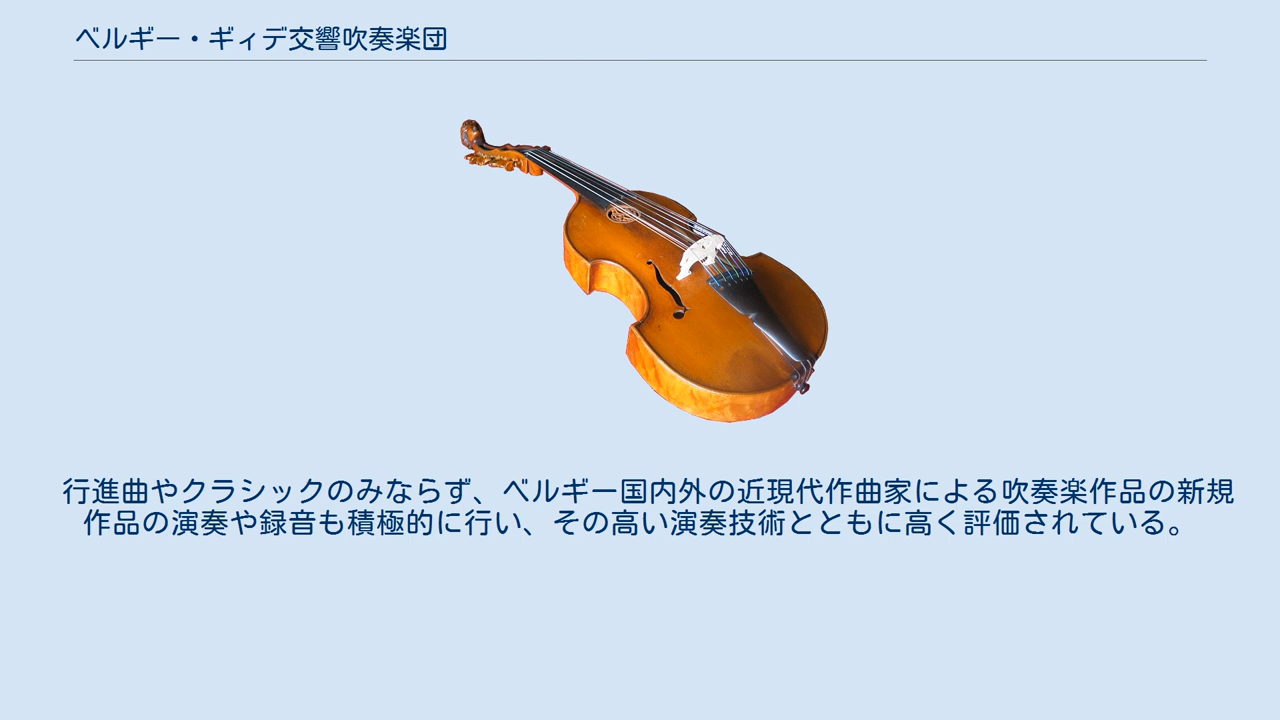 ベルギー・ギィデ交響吹奏楽団
行進曲やクラシックのみならず、ベルギー国内外の近現代作曲家による吹奏楽作品の新規
作品の演奏や録音も積極的に行い、その高い演奏技術とともに高く評価されている。